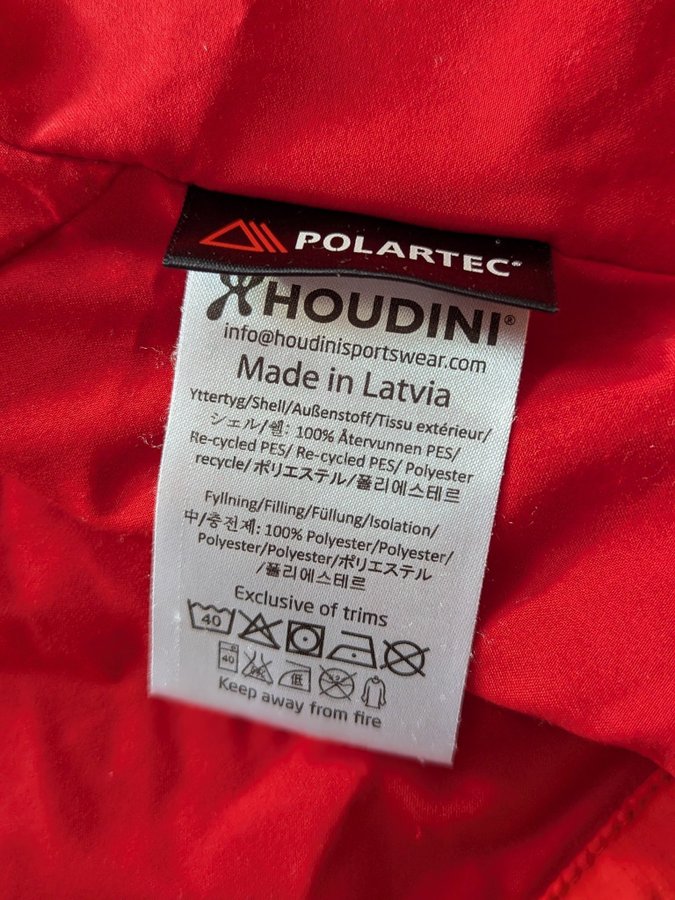 POLARTEC®
HOUDINI®
info@houdinisportswear.com
Made in Latvia
Yttertyg/Shell/Außenstoff/Tissu extérieur/
シェル/쉘: 100% Återvunnen PES/
Re-cycled PES/ Re-cycled PES/ Polyester
recycle/ポリエステル/폴리에스테르
Fyllning/Filling/Füllung/Isolation/
中/충전제: 100% Polyester/Polyester/
Polyester/Polyester/ポリエステル
/폴리에스테르
Exclusive of trims
40
40 低
Keep away from fire